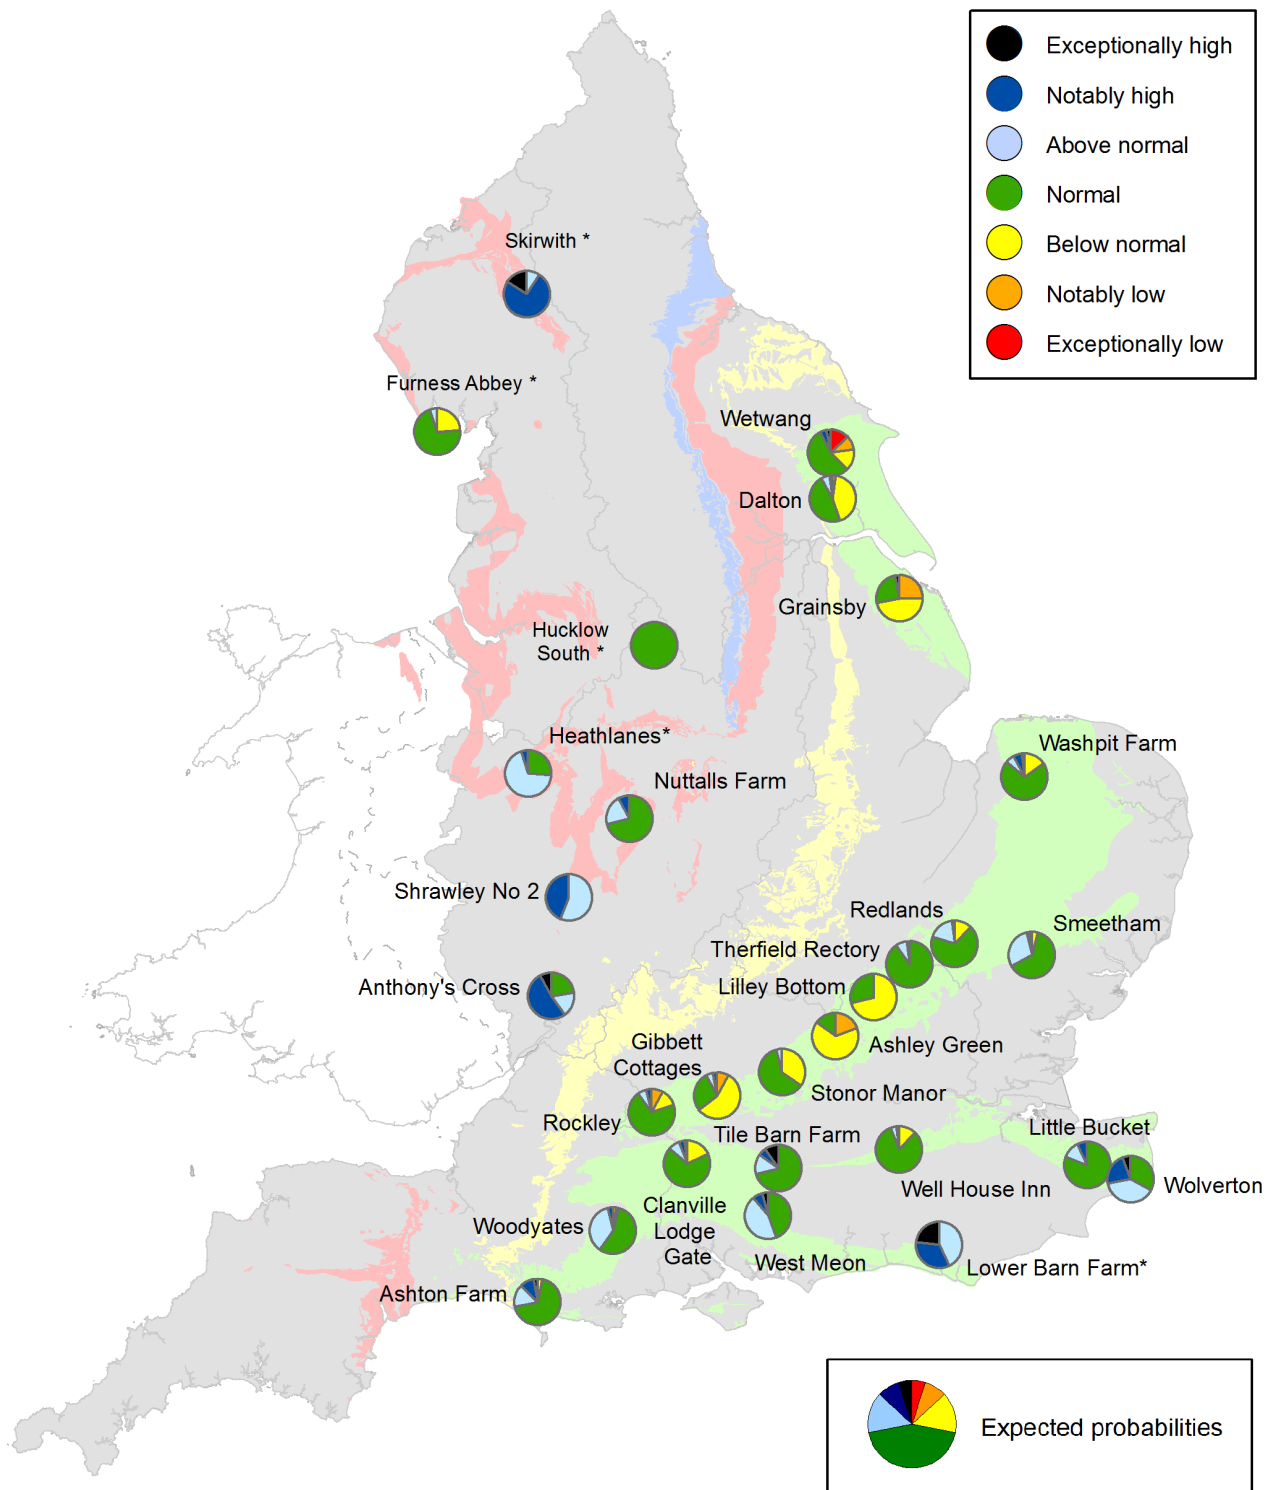 Exceptionally high
Notably high
Above normal
Normal
Below normal
Notably low
Exceptionally low
Skirwith *
Furness Abbey *
Wetwang
Dalton
Grainsby
Hucklow
South *
Heathlanes*
Washpit Farm
Nuttalls Farm
Shrawley No 2
Redlands
Smeetham
Therfield Rectory
Anthony's Cross
Lilley Bottom
Gibbett
Cottages
Ashley Green
Stonor Manor
Rockley
Tile Barn Farm
Little Bucket
Well House Inn
Wolverton
Clanville
Lodge
Gate
Woodyates
West Meon
Lower Barn Farm*
Ashton Farm
Expected probabilities